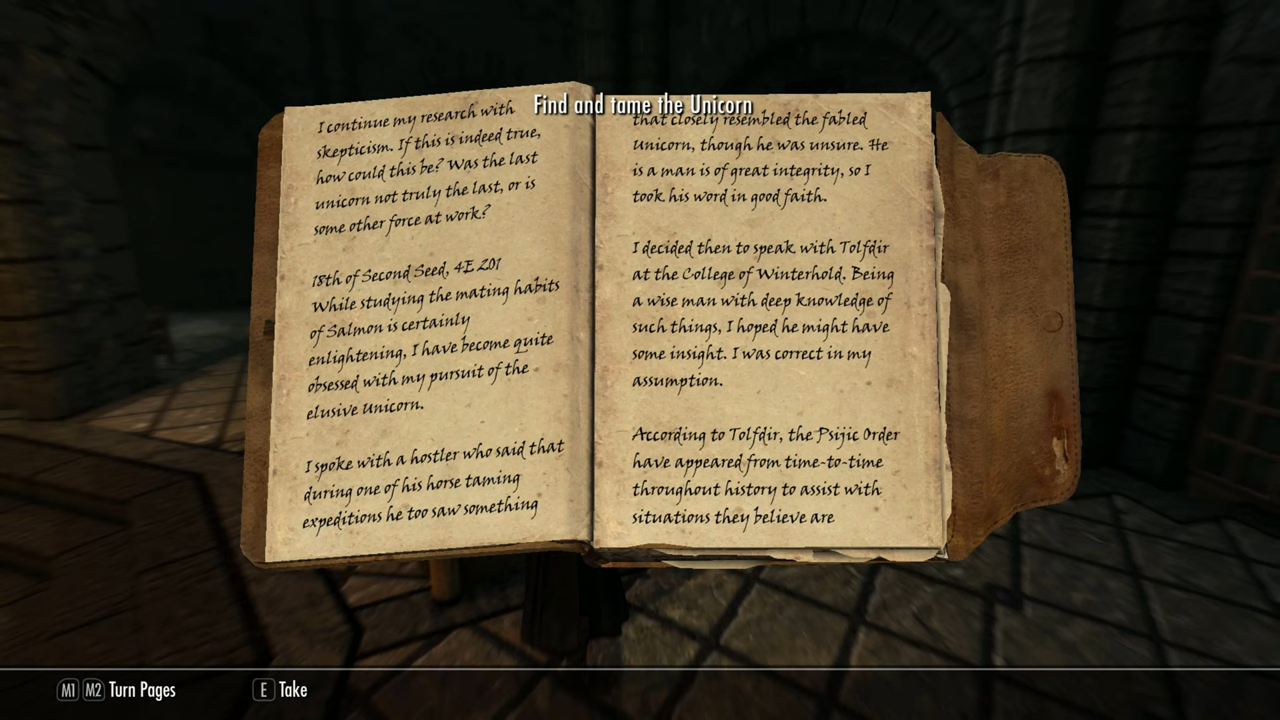 Find and tame the Unicorn
I continue my research with
skepticism. If this is indeed true,
how could this be? Was the last
unicorn not truly the last, or is
some other force at work?
18th of Second Seed, 4E 201
While studying the mating habits
of Salmon is certainly
enlightening, I have become quite
obsessed with my pursuit of the
elusive Unicorn.
I spoke with a hostler who said that
during one of his horse taming
expeditions he too saw something
that closely resembled the fabled
Unicorn, though he was unsure. He
is a man is of great integrity, so I
took his word in good faith.
I decided then to speak with Tolfdir
at the College of Winterhold. Being
a wise man with deep knowledge of
such things, I hoped he might have
some insight. I was correct in my
assumption.
According to Tolfdir, the Psijic Order
have appeared from time-to-time
throughout history to assist with
situations they believe are
M1 M2 Turn Pages
E Take